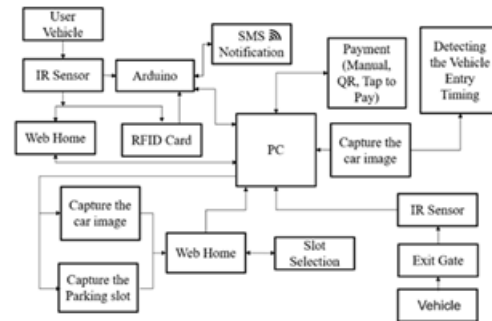 User
Vehicle
SMS
Notification
Payment
(Manual,
QR, Tap to
Pay)
Detecting
the Vehicle
Entry
Timing
IR Sensor
Arduino
Web Home
RFID Card
PC
Capture the
car image
Capture the
car image
IR Sensor
Web Home
Slot
Selection
Exit Gate
Capture the
Parking slot
Vehicle